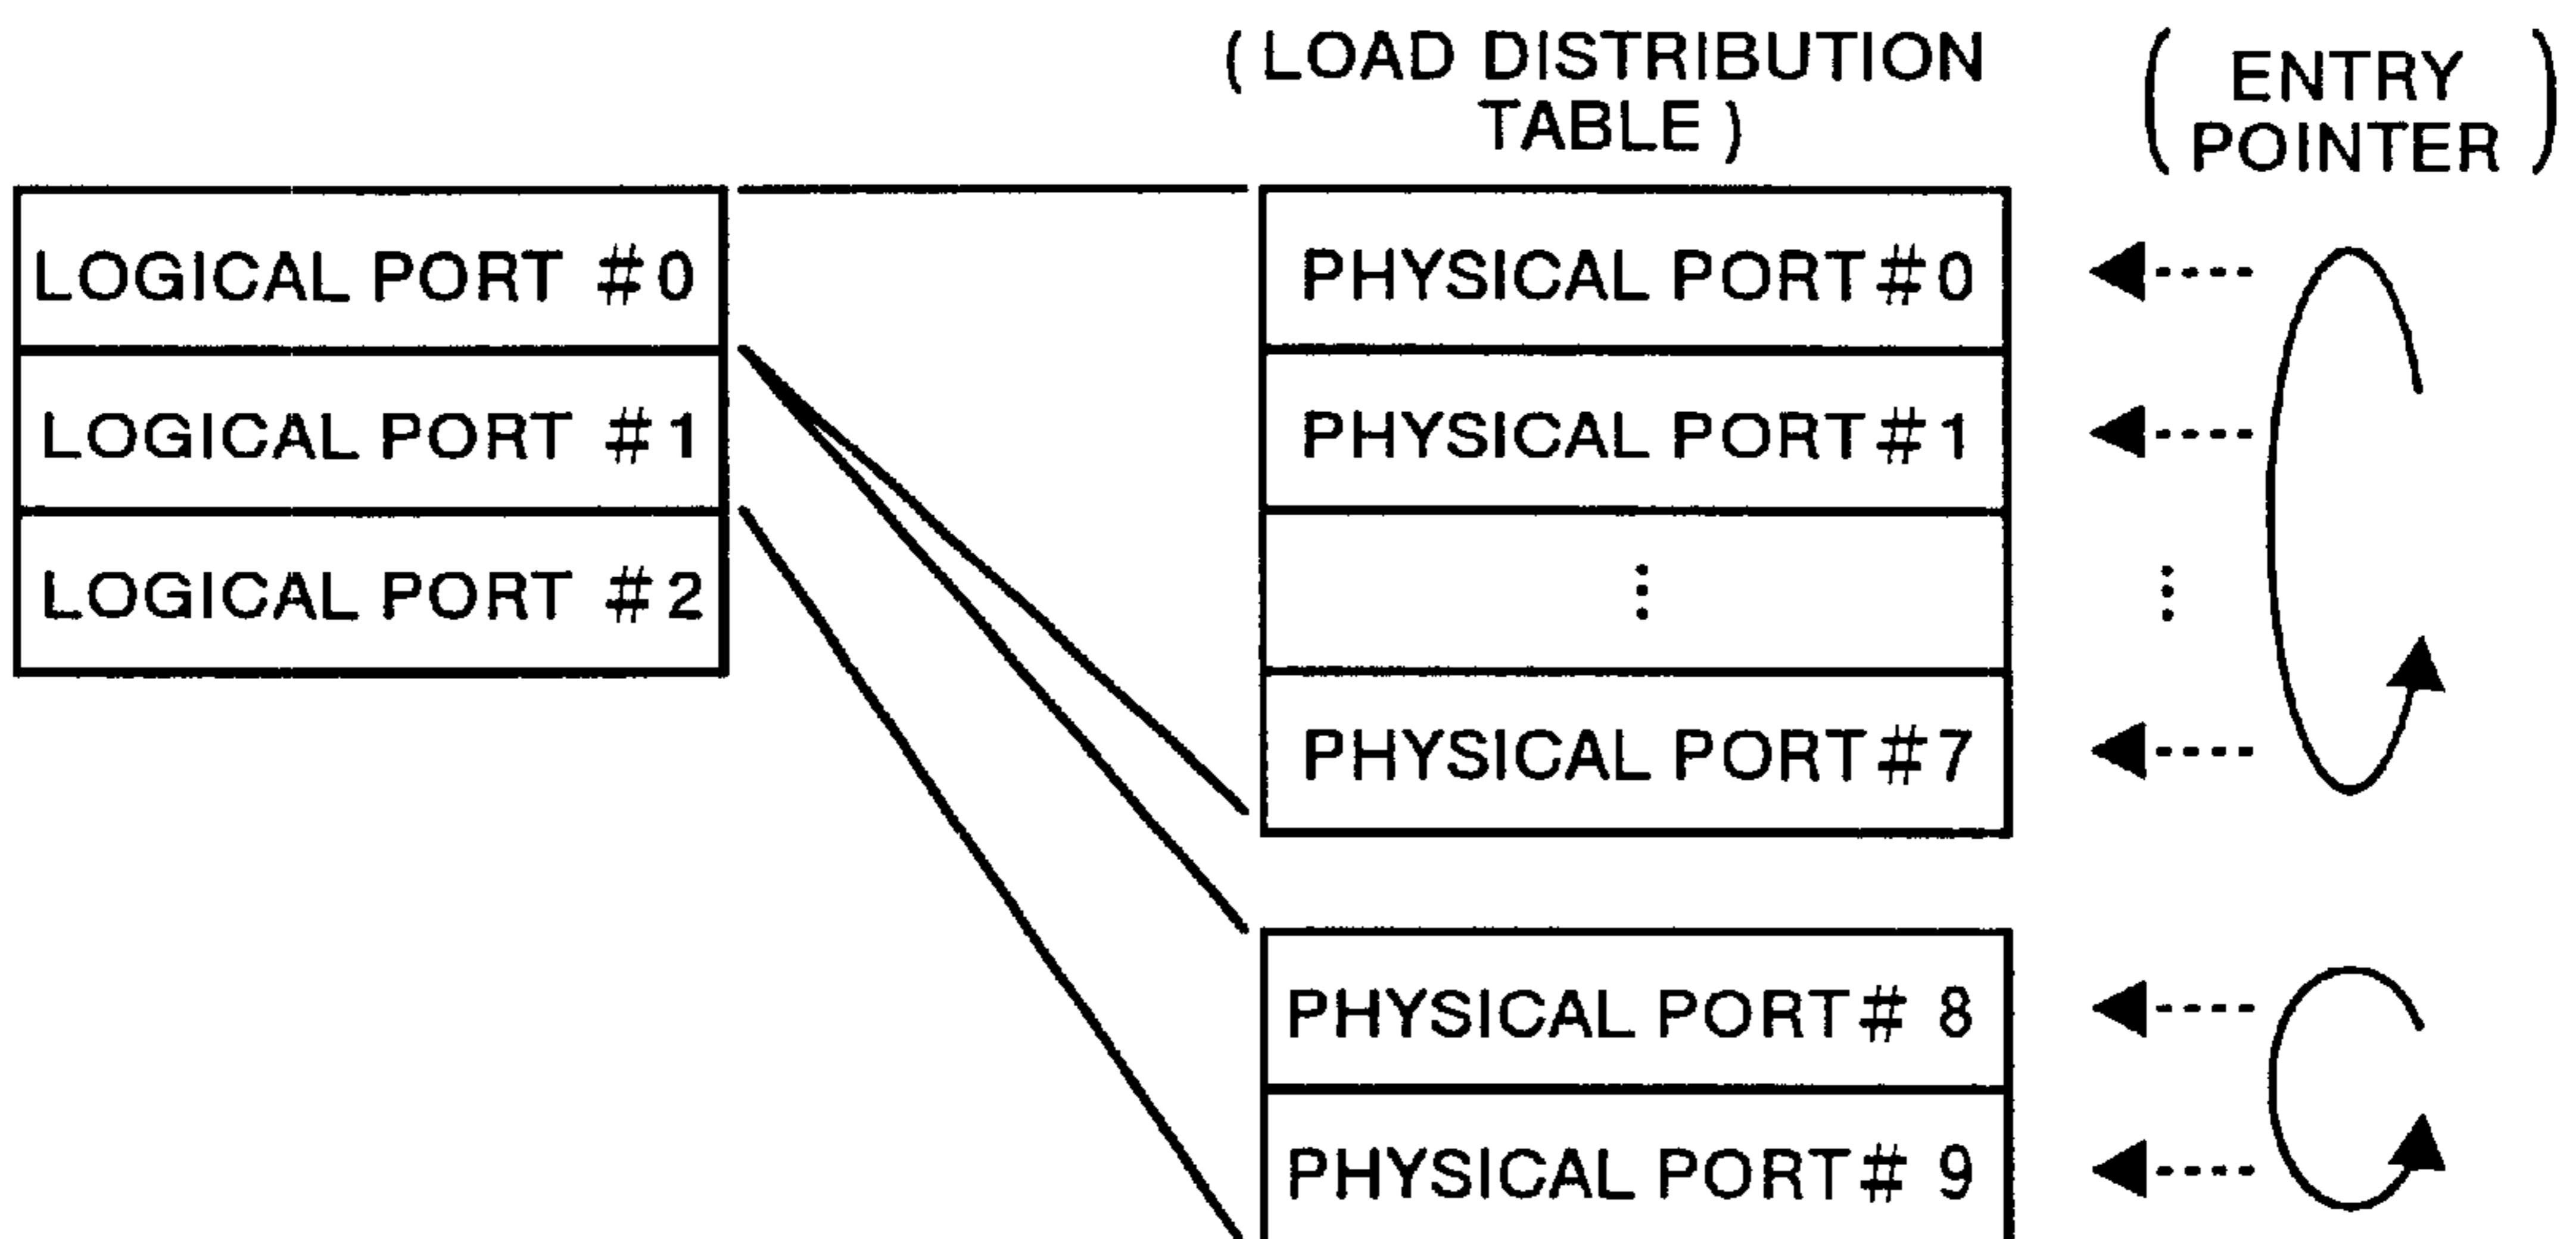 ( LOAD DISTRIBUTION
TABLE )
( ENTRY
POINTER )
LOGICAL PORT #0
LOGICAL PORT #1
LOGICAL PORT #2
PHYSICAL PORT #0
PHYSICAL PORT #1
⋮
⋮
PHYSICAL PORT #7
PHYSICAL PORT # 8
PHYSICAL PORT # 9